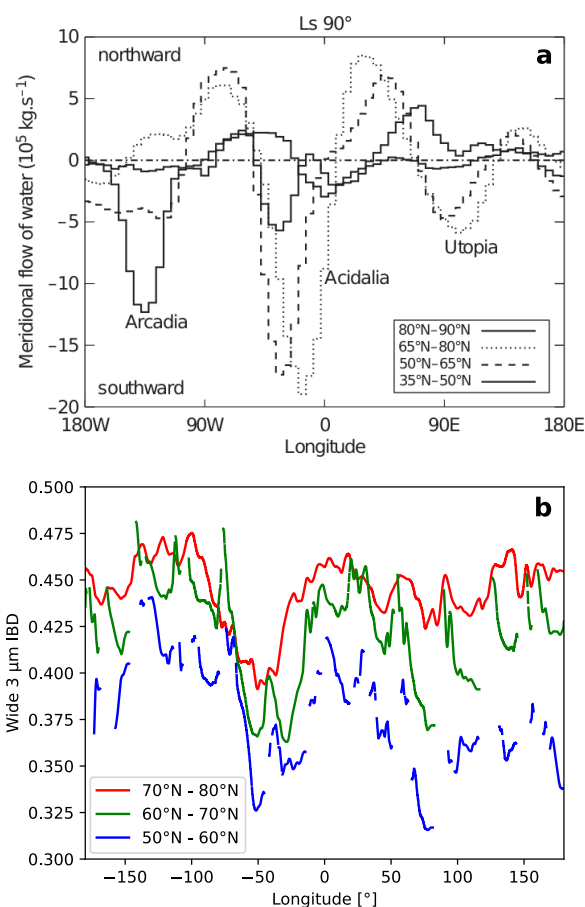 Ls 90°
a
northward
10
5
0
−5
−10
−15
−20
Meridional flow of water (10⁵ kg.s⁻¹)
Utopia
Acidalia
Arcadia
80°N−90°N
65°N−80°N
50°N−65°N
35°N−50°N
southward
180W
90W
0
90E
180E
Longitude
b
0.500
0.475
0.450
0.425
0.400
0.375
0.350
0.325
0.300
Wide 3 µm IBD
70°N - 80°N
60°N - 70°N
50°N - 60°N
−150
−100
−50
0
50
100
150
Longitude [°]